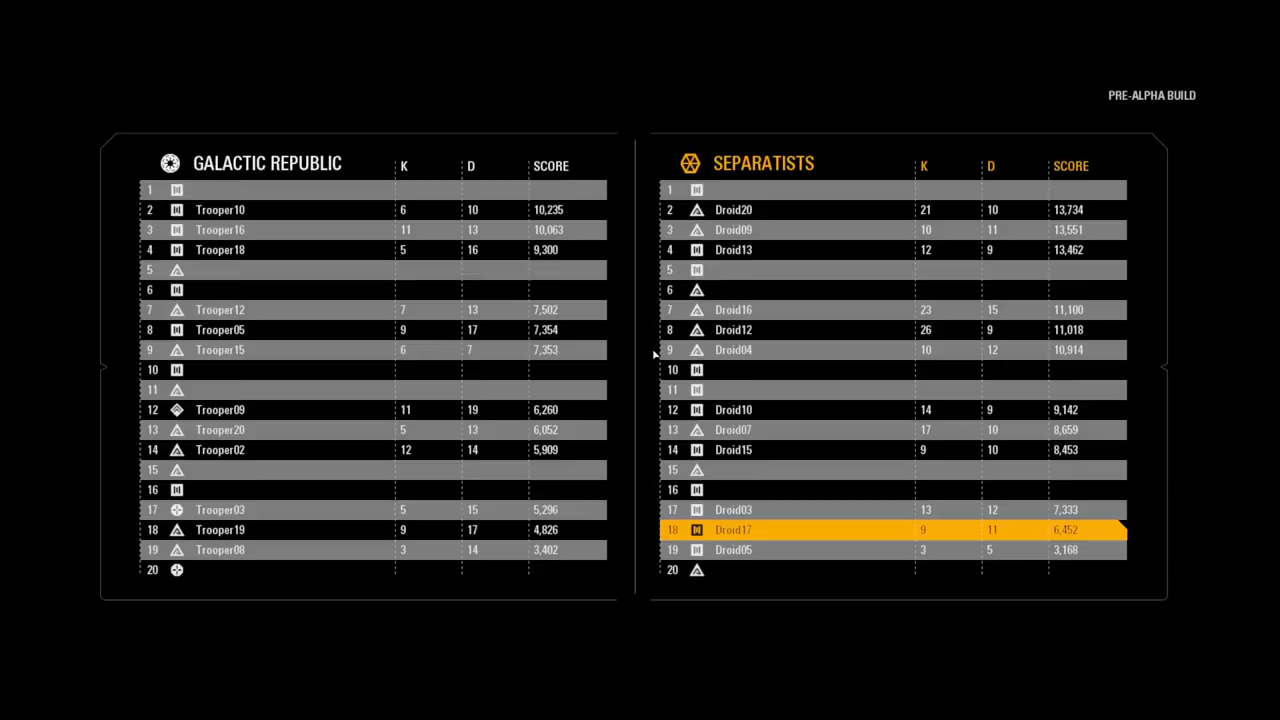 PRE-ALPHA BUILD
GALACTIC REPUBLIC K D SCORE
1
2 Trooper10 6 10 10,235
3 Trooper16 11 13 10,063
4 Trooper18 5 16 9,300
5
6
7 Trooper12 7 13 7,502
8 Trooper05 9 17 7,354
9 Trooper15 6 7 7,353
10
11
12 Trooper09 11 19 6,260
13 Trooper20 5 13 6,052
14 Trooper02 12 14 5,909
15
16
17 Trooper03 5 15 5,296
18 Trooper19 9 17 4,826
19 Trooper08 3 14 3,402
20
SEPARATISTS K D SCORE
1
2 Droid20 21 10 13,734
3 Droid09 10 11 13,551
4 Droid13 12 9 13,462
5
6
7 Droid16 23 15 11,100
8 Droid12 26 9 11,018
9 Droid04 10 12 10,914
10
11
12 Droid10 14 9 9,142
13 Droid07 17 10 8,659
14 Droid15 9 10 8,453
15
16
17 Droid03 13 12 7,333
18 Droid17 9 11 6,452
19 Droid05 3 5 3,168
20